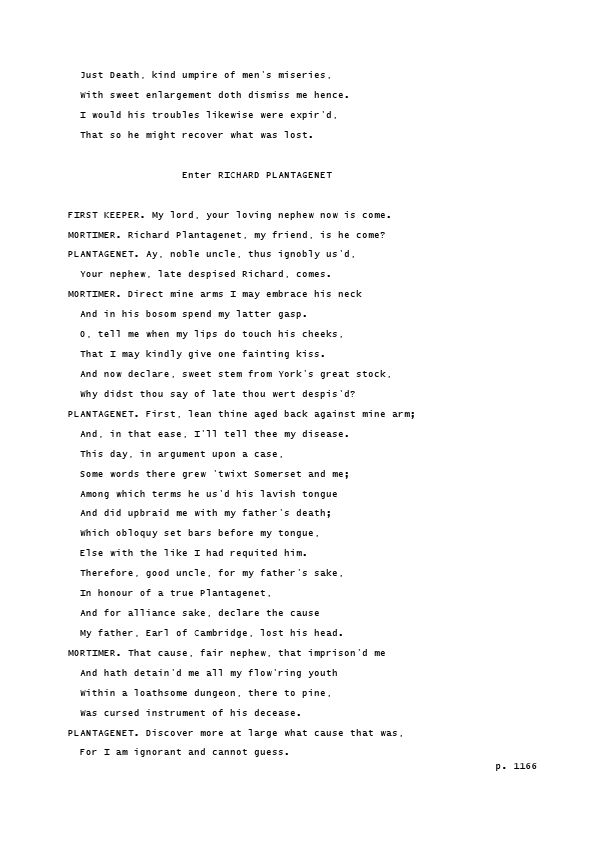 Just Death, kind umpire of men's miseries,
With sweet enlargement doth dismiss me hence.
I would his troubles likewise were expir'd,
That so he might recover what was lost.
Enter RICHARD PLANTAGENET
FIRST KEEPER. My lord, your loving nephew now is come.
MORTIMER. Richard Plantagenet, my friend, is he come?
PLANTAGENET. Ay, noble uncle, thus ignobly us'd,
Your nephew, late despised Richard, comes.
MORTIMER. Direct mine arms I may embrace his neck
And in his bosom spend my latter gasp.
O, tell me when my lips do touch his cheeks,
That I may kindly give one fainting kiss.
And now declare, sweet stem from York's great stock,
Why didst thou say of late thou wert despis'd?
PLANTAGENET. First, lean thine aged back against mine arm;
And, in that ease, I'll tell thee my disease.
This day, in argument upon a case,
Some words there grew 'twixt Somerset and me;
Among which terms he us'd his lavish tongue
And did upbraid me with my father's death;
Which obloquy set bars before my tongue,
Else with the like I had requited him.
Therefore, good uncle, for my father's sake,
In honour of a true Plantagenet,
And for alliance sake, declare the cause
My father, Earl of Cambridge, lost his head.
MORTIMER. That cause, fair nephew, that imprison'd me
And hath detain'd me all my flow'ring youth
Within a loathsome dungeon, there to pine,
Was cursed instrument of his decease.
PLANTAGENET. Discover more at large what cause that was,
For I am ignorant and cannot guess.
p. 1166